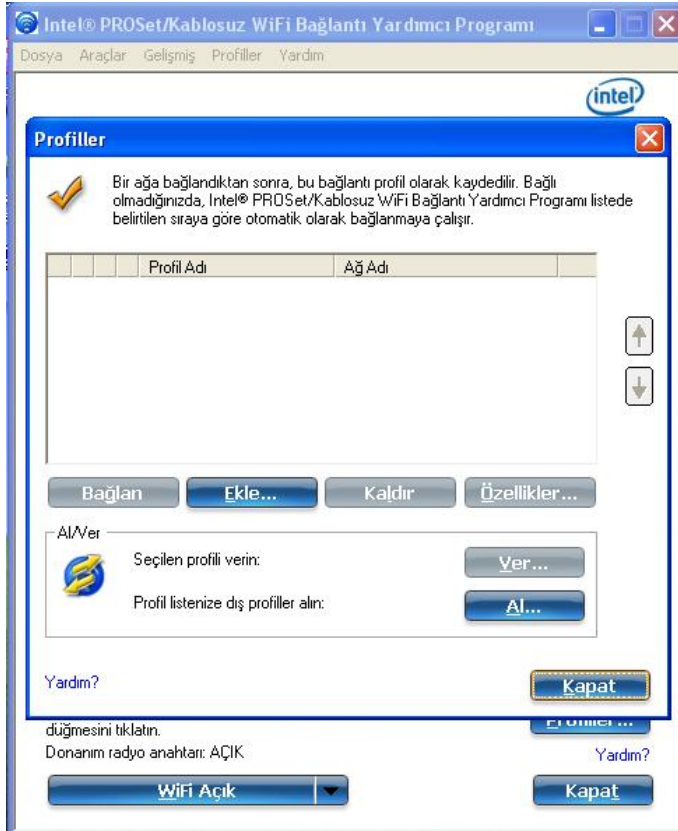 Intel® PROSet/Kablosuz WiFi Bağlantı Yardımcı Programı
Dosya Araçlar Gelişmiş Profiller Yardım
intel
Profiller
Bir ağa bağlandıktan sonra, bu bağlantı profil olarak kaydedilir. Bağlı
olmadığınızda, Intel® PROSet/Kablosuz WiFi Bağlantı Yardımcı Programı listede
belirtilen sıraya göre otomatik olarak bağlanmaya çalışır.
Profil Adı Ağ Adı
Bağlan Ekle... Kaldır Özellikler...
Al/Ver
Seçilen profili verin: Ver...
Profil listenize dış profiller alın: Al...
Yardım? Kapat
düğmesini tıklatın. Profiller...
Donanım radyo anahtarı: AÇIK Yardım?
WiFi Açık Kapat